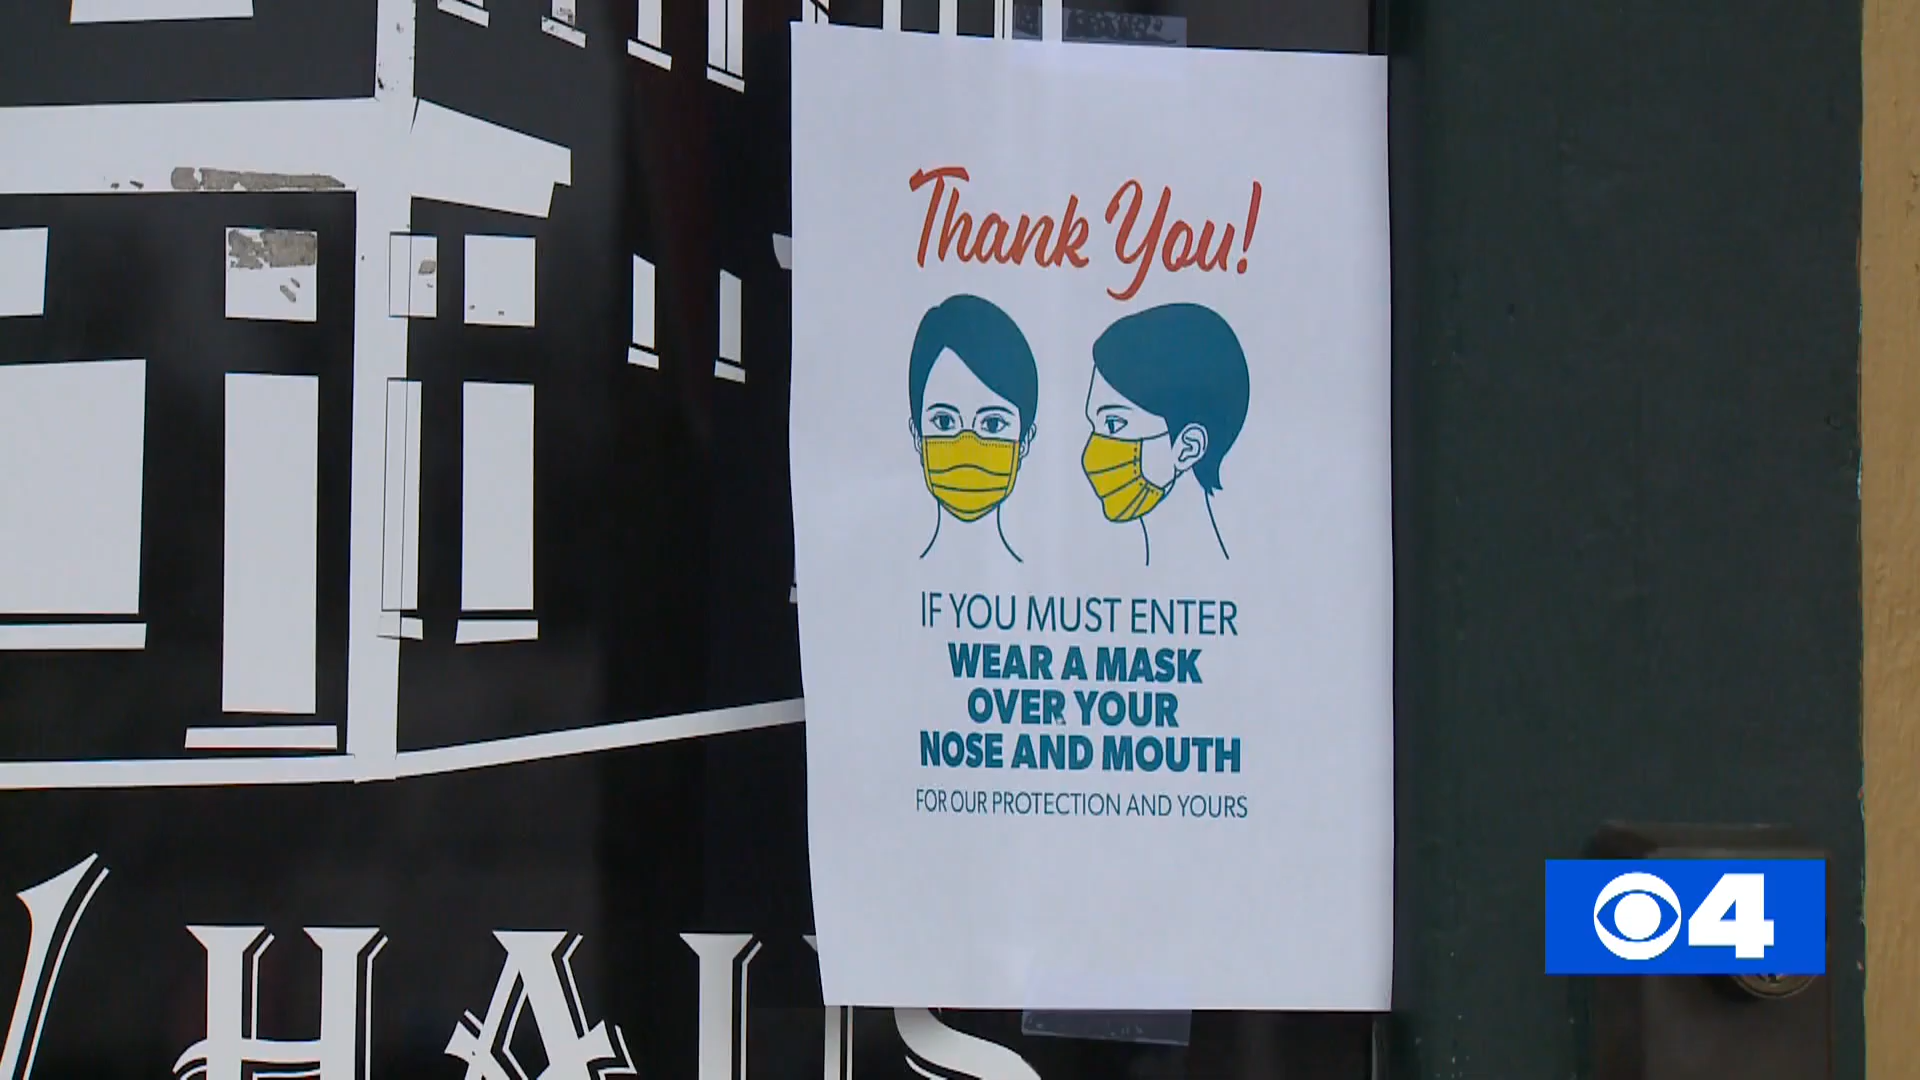 Thank You!
IF YOU MUST ENTER
WEAR A MASK
OVER YOUR
NOSE AND MOUTH
FOR OUR PROTECTION AND YOURS
4
HAUS